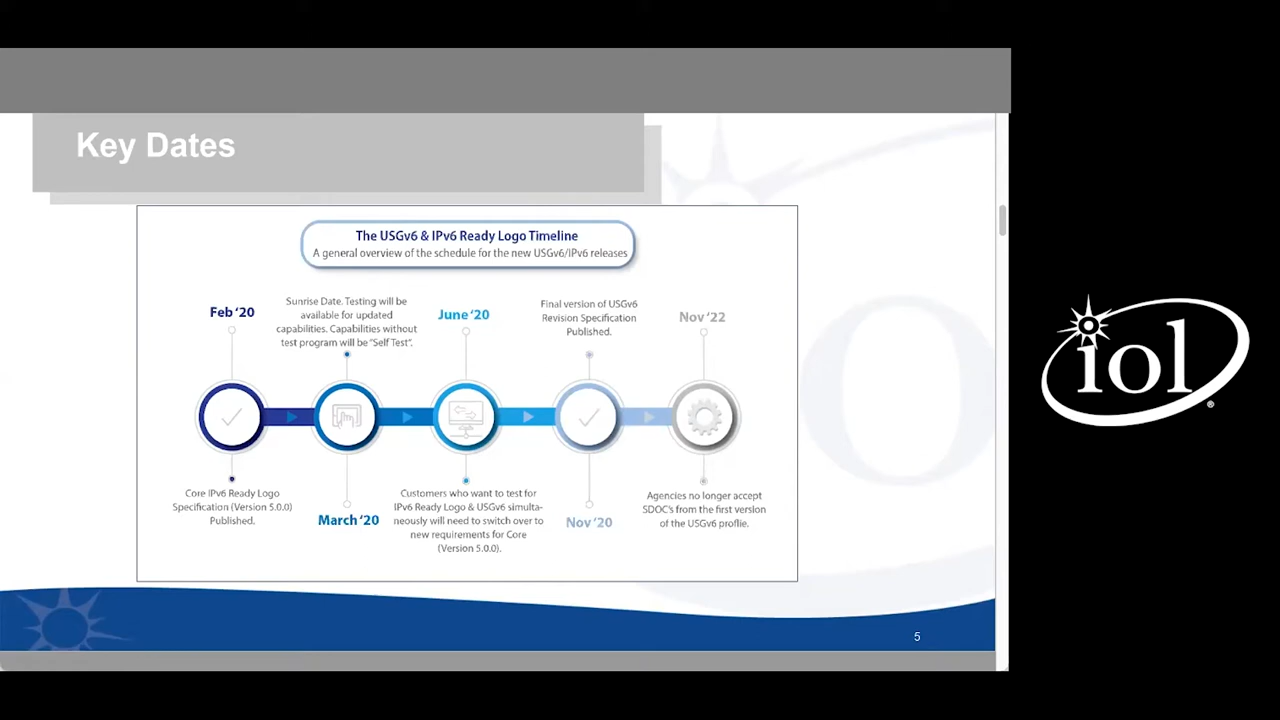 Key Dates
The USGv6 & IPv6 Ready Logo Timeline
A general overview of the schedule for the new USGv6/IPv6 releases
Feb ‘20
Core IPv6 Ready Logo
Specification (Version 5.0.0)
Published.
Sunrise Date. Testing will be
available for updated
capabilities. Capabilities without
test program will be “Self Test”.
March ‘20
June ‘20
Customers who want to test for
IPv6 Ready Logo & USGv6 simulta-
neously will need to switch over to
new requirements for Core
(Version 5.0.0).
Final version of USGv6
Revision Specification
Published.
Nov ‘20
Nov ‘22
Agencies no longer accept
SDOC’s from the first version
of the USGv6 proflie.
5
iol
®